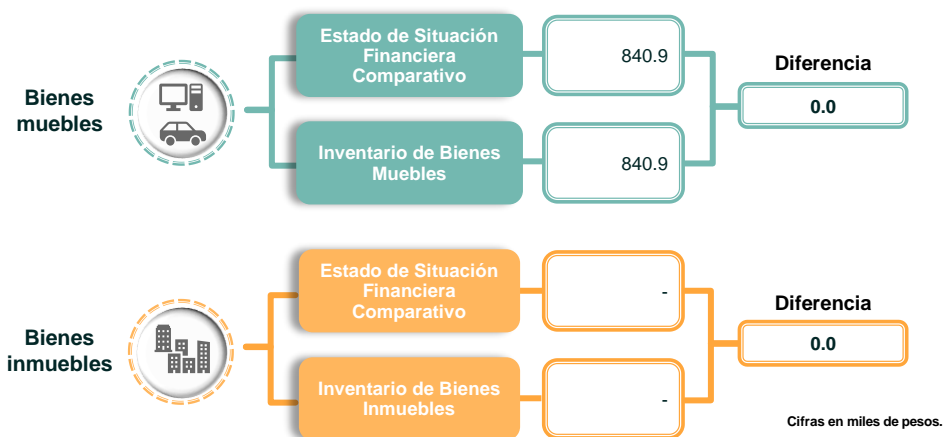 Bienes
muebles
Estado de Situación
Financiera
Comparativo
840.9
Inventario de Bienes
Muebles
840.9
Diferencia
0.0
Bienes
inmuebles
Estado de Situación
Financiera
Comparativo
-
Inventario de Bienes
Inmuebles
-
Diferencia
0.0
Cifras en miles de pesos.